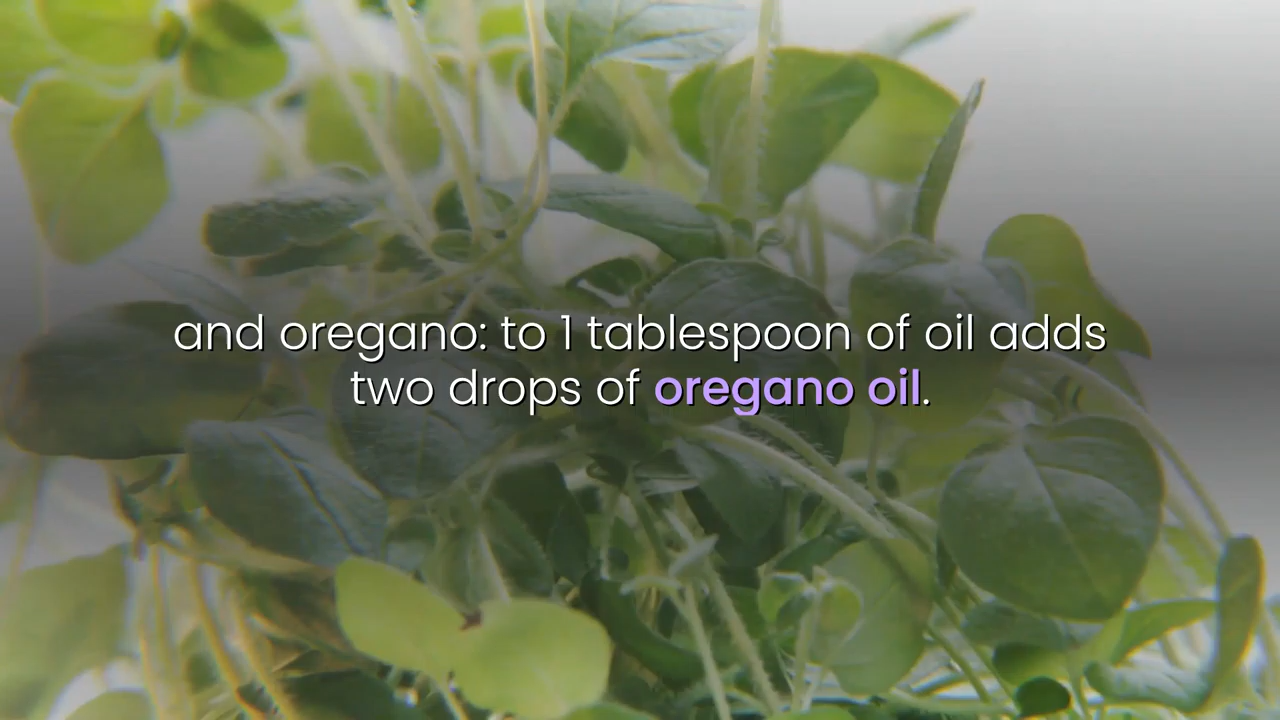 and oregano: to 1 tablespoon of oil adds
two drops of oregano oil.